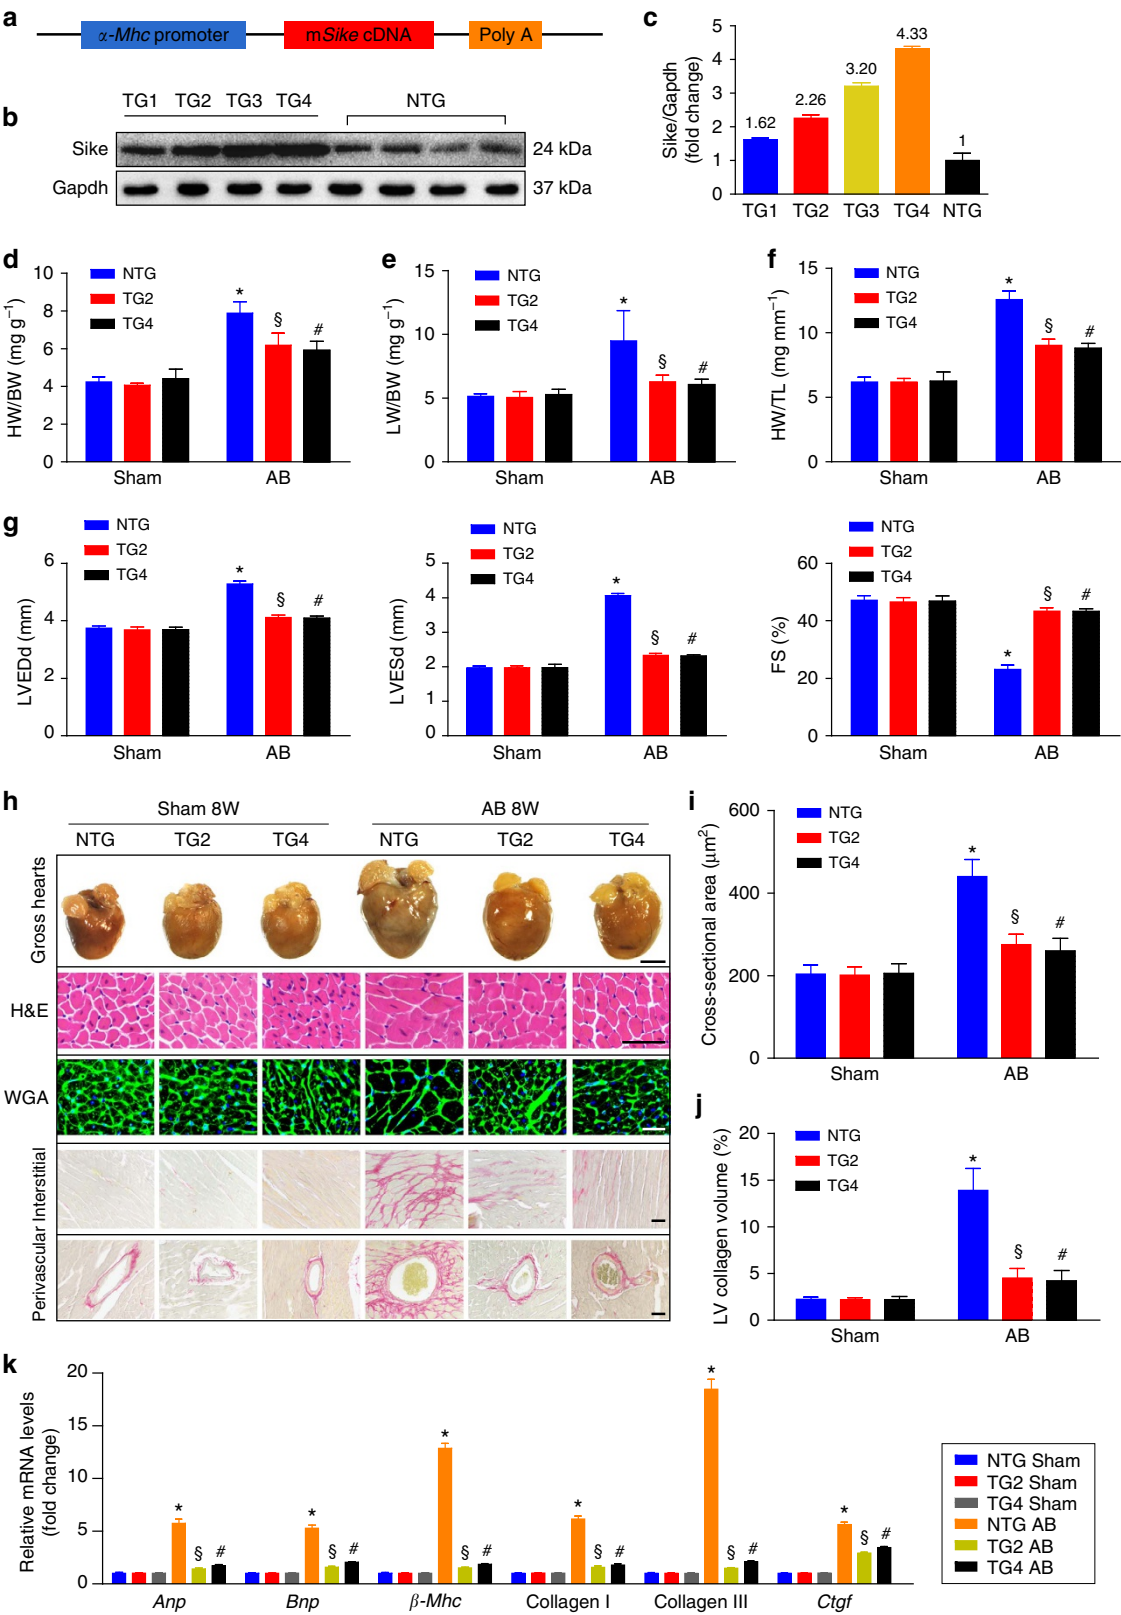 a
α-Mhc promoter mSike cDNA Poly A
b
TG1 TG2 TG3 TG4 NTG
Sike 24 kDa
Gapdh 37 kDa
c
Sike/Gapdh
(fold change)
5
4
3
2
1
0
1.62 2.26 3.20 4.33 1
TG1 TG2 TG3 TG4 NTG
d
HW/BW (mg g⁻¹)
10
8
6
4
2
0
NTG
TG2
TG4
* § #
Sham AB
e
LW/BW (mg g⁻¹)
15
10
5
0
NTG
TG2
TG4
* § #
Sham AB
f
HW/TL (mg mm⁻¹)
15
10
5
0
NTG
TG2
TG4
* § #
Sham AB
g
LVEDd (mm)
6
4
2
0
NTG
TG2
TG4
* § #
Sham AB
LVESd (mm)
5
4
3
2
1
0
NTG
TG2
TG4
* § #
Sham AB
FS (%)
60
40
20
0
NTG
TG2
TG4
* § #
Sham AB
h
Sham 8W AB 8W
NTG TG2 TG4 NTG TG2 TG4
Gross hearts
H&E
WGA
Interstitial
Perivascular
i
Cross-sectional area (μm²)
600
400
200
0
NTG
TG2
TG4
* § #
Sham AB
j
LV collagen volume (%)
20
15
10
5
0
NTG
TG2
TG4
* § #
Sham AB
k
Relative mRNA levels
(fold change)
20
15
10
5
0
* § # * § # * § # * § # * § # * § #
Anp Bnp β-Mhc Collagen I Collagen III Ctgf
NTG Sham
TG2 Sham
TG4 Sham
NTG AB
TG2 AB
TG4 AB